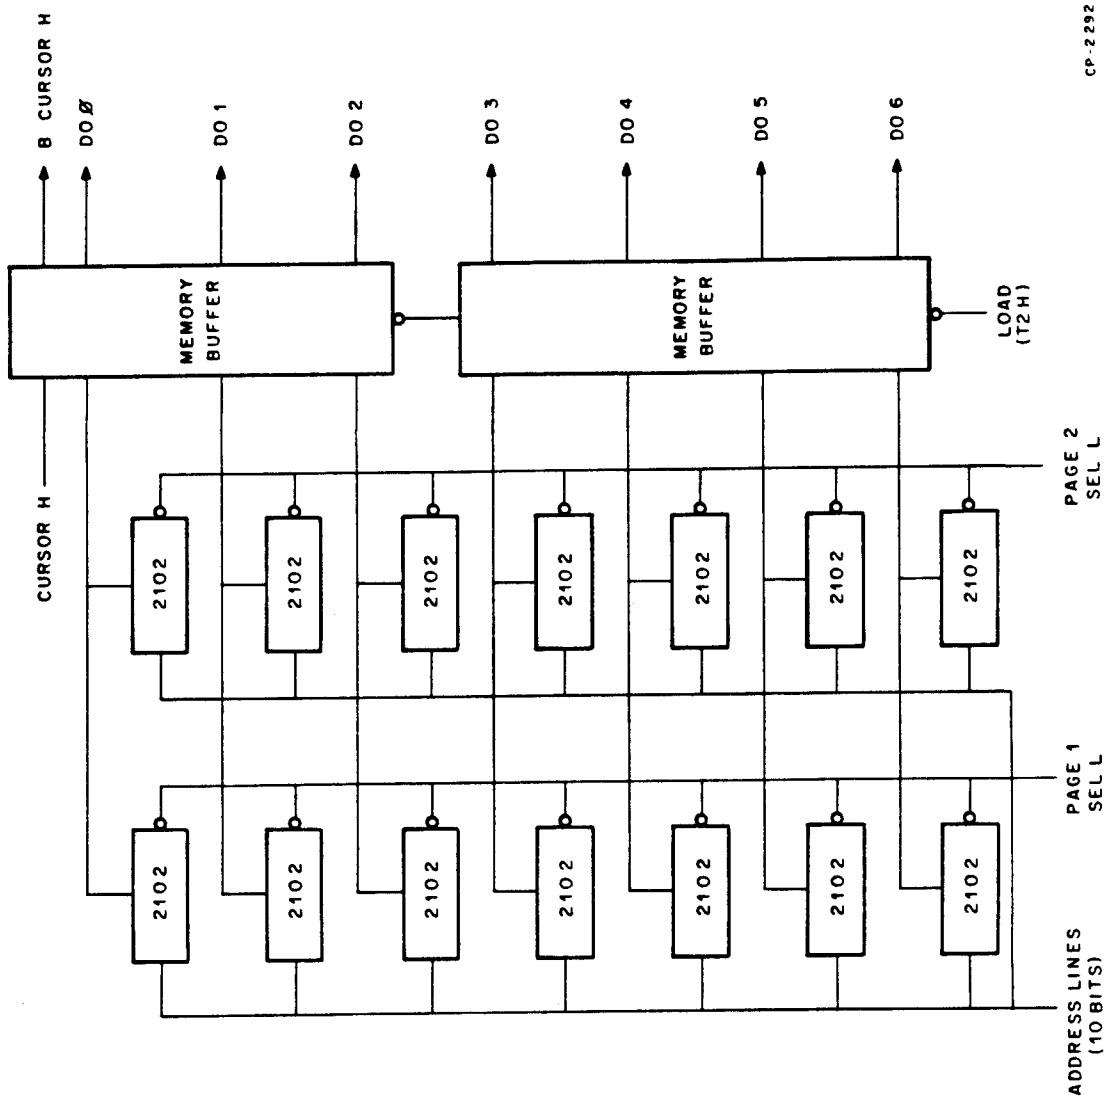 B CURSOR H
DO Ø
DO 1
DO 2
DO 3
DO 4
DO 5
DO 6
MEMORY
BUFFER
MEMORY
BUFFER
LOAD
(T2 H)
CURSOR H
2102
2102
2102
2102
2102
2102
2102
PAGE 2
SEL L
2102
2102
2102
2102
2102
2102
2102
PAGE 1
SEL L
ADDRESS LINES
(10 BITS)
CP-2292